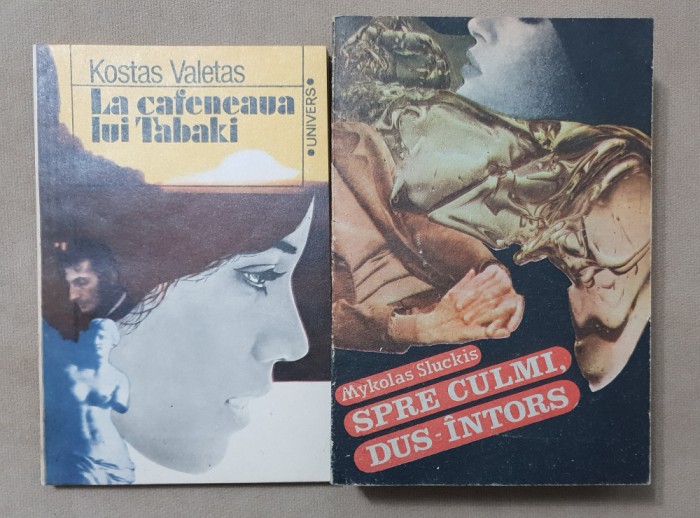 Kostas Valetas
La cafeneaua
lui Tabaki
•UNIVERS•
Mykolas Sluckis
SPRE CULMI,
DUS-ÎNTORS